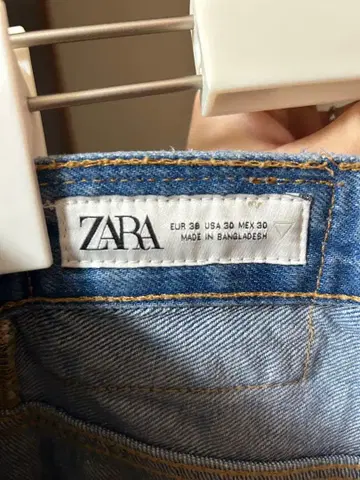 ZARA
EUR 38 USA 30 MEX 30
MADE IN BANGLADESH